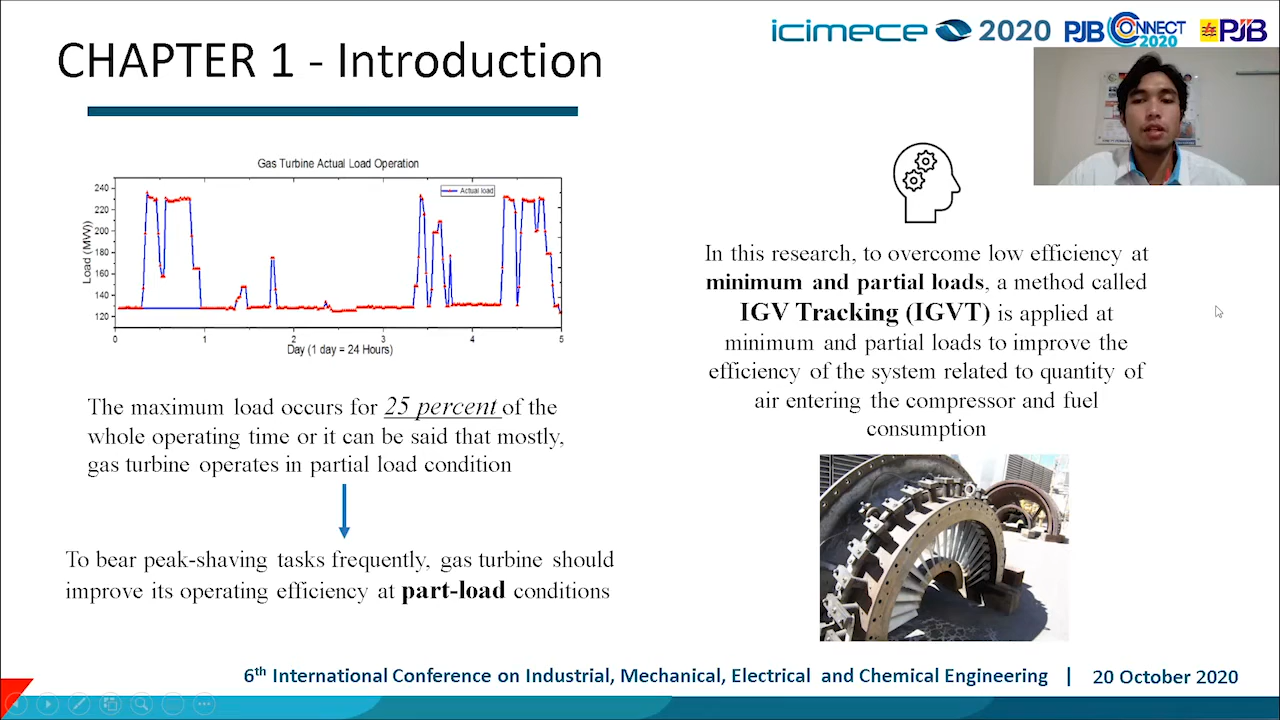 icimece 2020 PJB CONNECT 2020 PJB
CHAPTER 1 - Introduction
Gas Turbine Actual Load Operation
Actual load
240
220
200
180
160
140
120
Load (MW))
0 1 2 3 4 5
Day (1 day = 24 Hours)
The maximum load occurs for 25 percent of the
whole operating time or it can be said that mostly,
gas turbine operates in partial load condition
To bear peak-shaving tasks frequently, gas turbine should
improve its operating efficiency at part-load conditions
In this research, to overcome low efficiency at
minimum and partial loads, a method called
IGV Tracking (IGVT) is applied at
minimum and partial loads to improve the
efficiency of the system related to quantity of
air entering the compressor and fuel
consumption
6th International Conference on Industrial, Mechanical, Electrical and Chemical Engineering | 20 October 2020